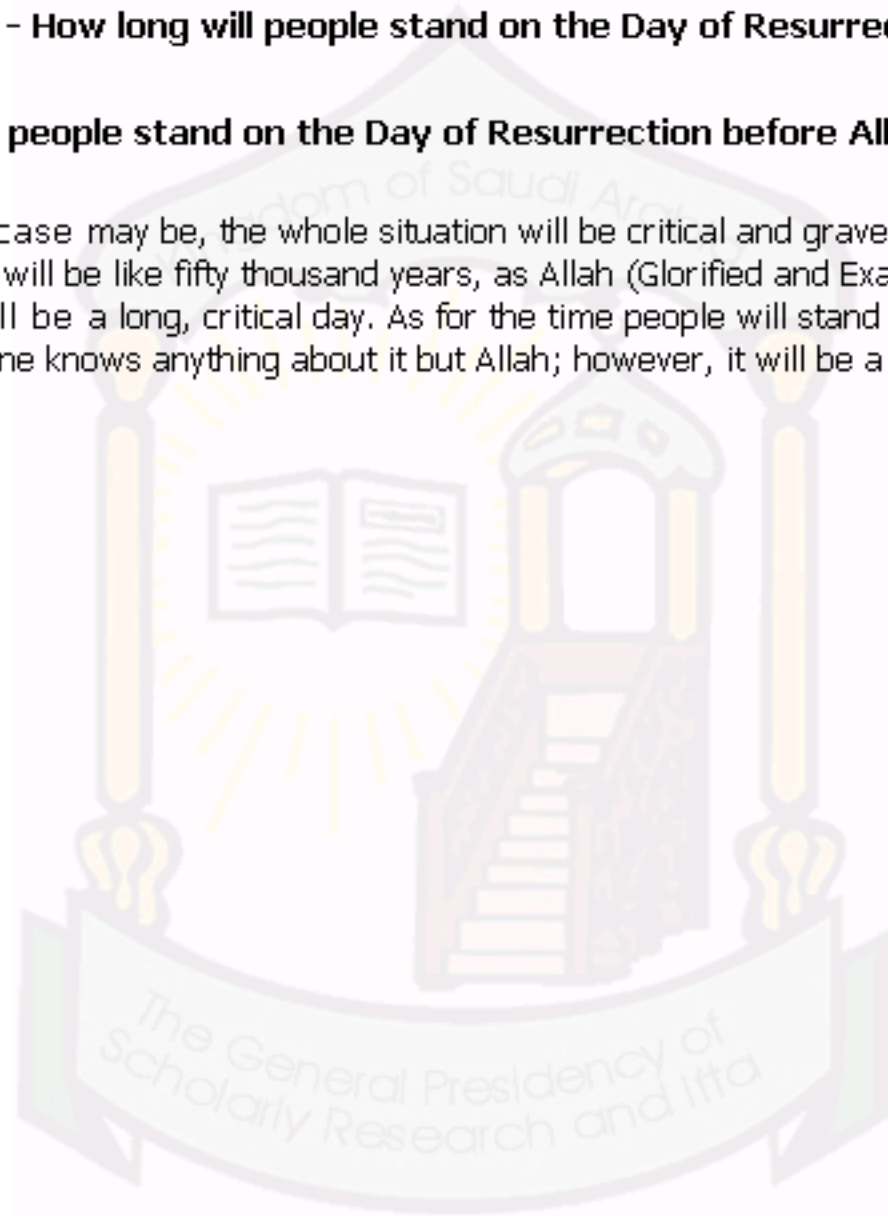 - How long will people stand on the Day of Resurrec
people stand on the Day of Resurrection before All
case may be, the whole situation will be critical and grave
will be like fifty thousand years, as Allah (Glorified and Exa
ll be a long, critical day. As for the time people will stand
ne knows anything about it but Allah; however, it will be a
Kingdom of Saudi Arabia
The General Presidency of
Scholarly Research and Ifta